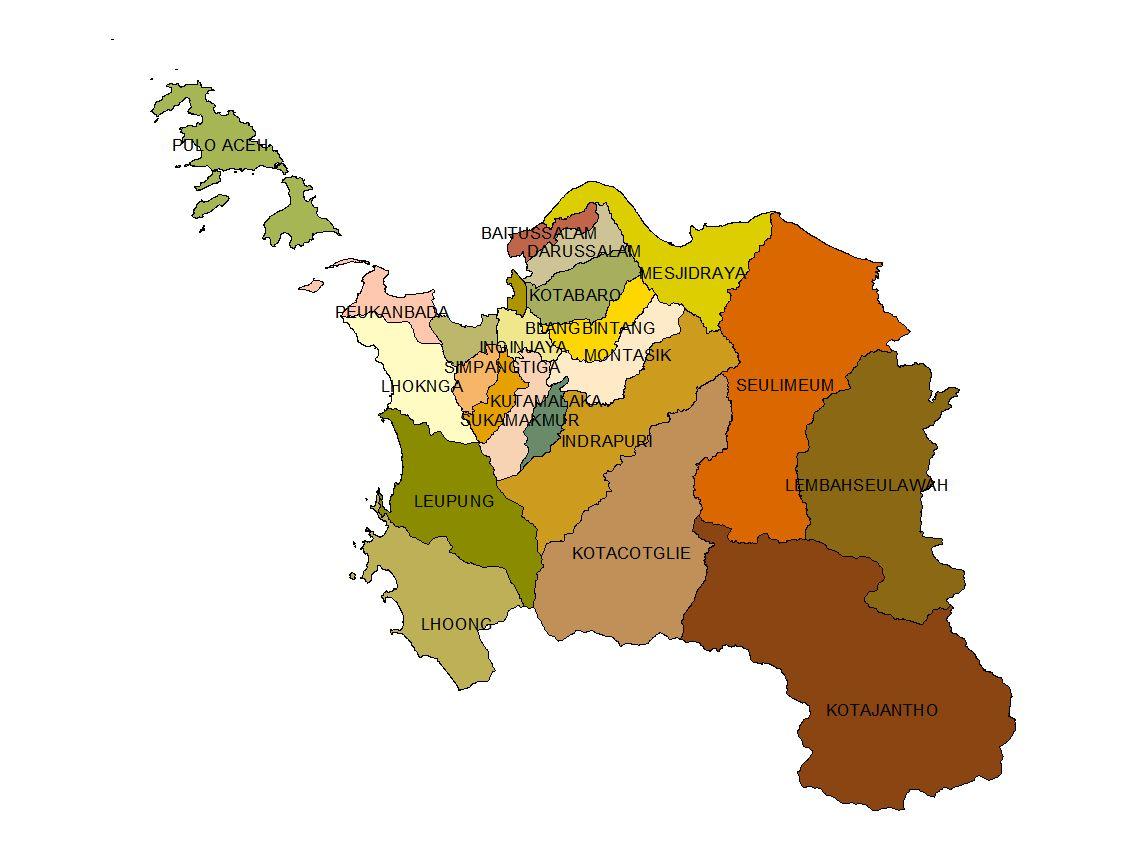 PULO ACEH
BAITUSSALAM
DARUSSALAM
MESJIDRAYA
KOTABARO
PEUKANBADA
BLANGBINTANG
INGINJAYA
MONTASIK
SIMPANGTIGA
LHOKNGA
SEULIMEUM
KUTAMALAKA
SUKAMAKMUR
INDRAPURI
LEMBAHSEULAWAH
LEUPUNG
KOTACOTGLIE
LHOONG
KOTAJANTHO